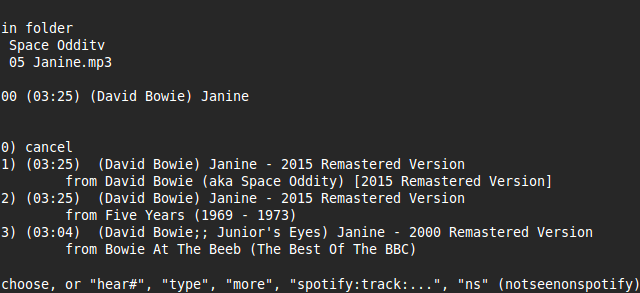 in folder
Space Odditv
05 Janine.mp3
00 (03:25) (David Bowie) Janine
0) cancel
1) (03:25)  (David Bowie) Janine - 2015 Remastered Version
from David Bowie (aka Space Oddity) [2015 Remastered Version]
2) (03:25)  (David Bowie) Janine - 2015 Remastered Version
from Five Years (1969 - 1973)
3) (03:04)  (David Bowie;; Junior's Eyes) Janine - 2000 Remastered Version
from Bowie At The Beeb (The Best Of The BBC)
choose, or "hear#", "type", "more", "spotify:track:...", "ns" (notseenonspotify)